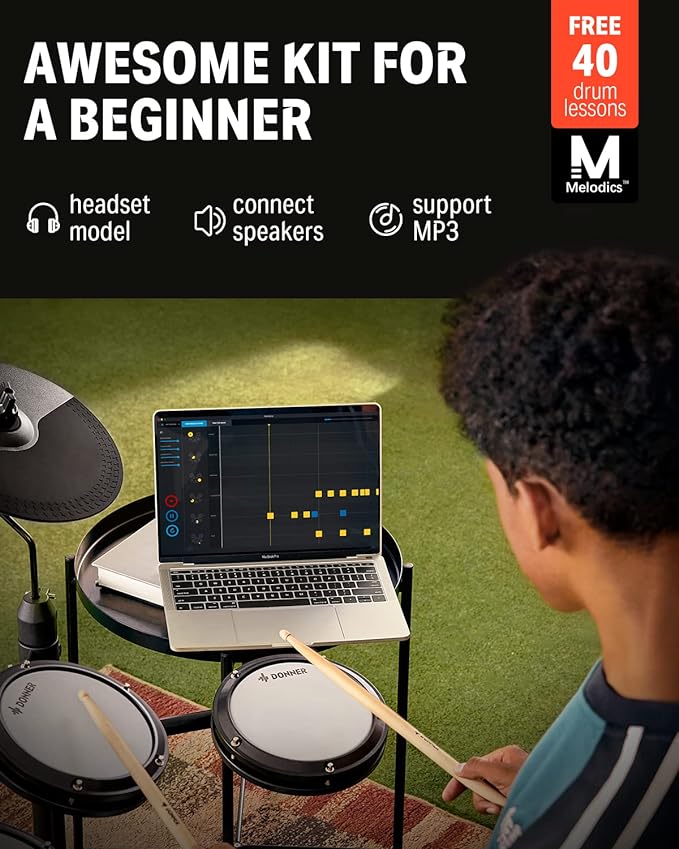 AWESOME KIT FOR
A BEGINNER
FREE
40
drum
lessons
M
Melodics™
headset
model
connect
speakers
support
MP3
MacBook Pro
DONNER
DONNER